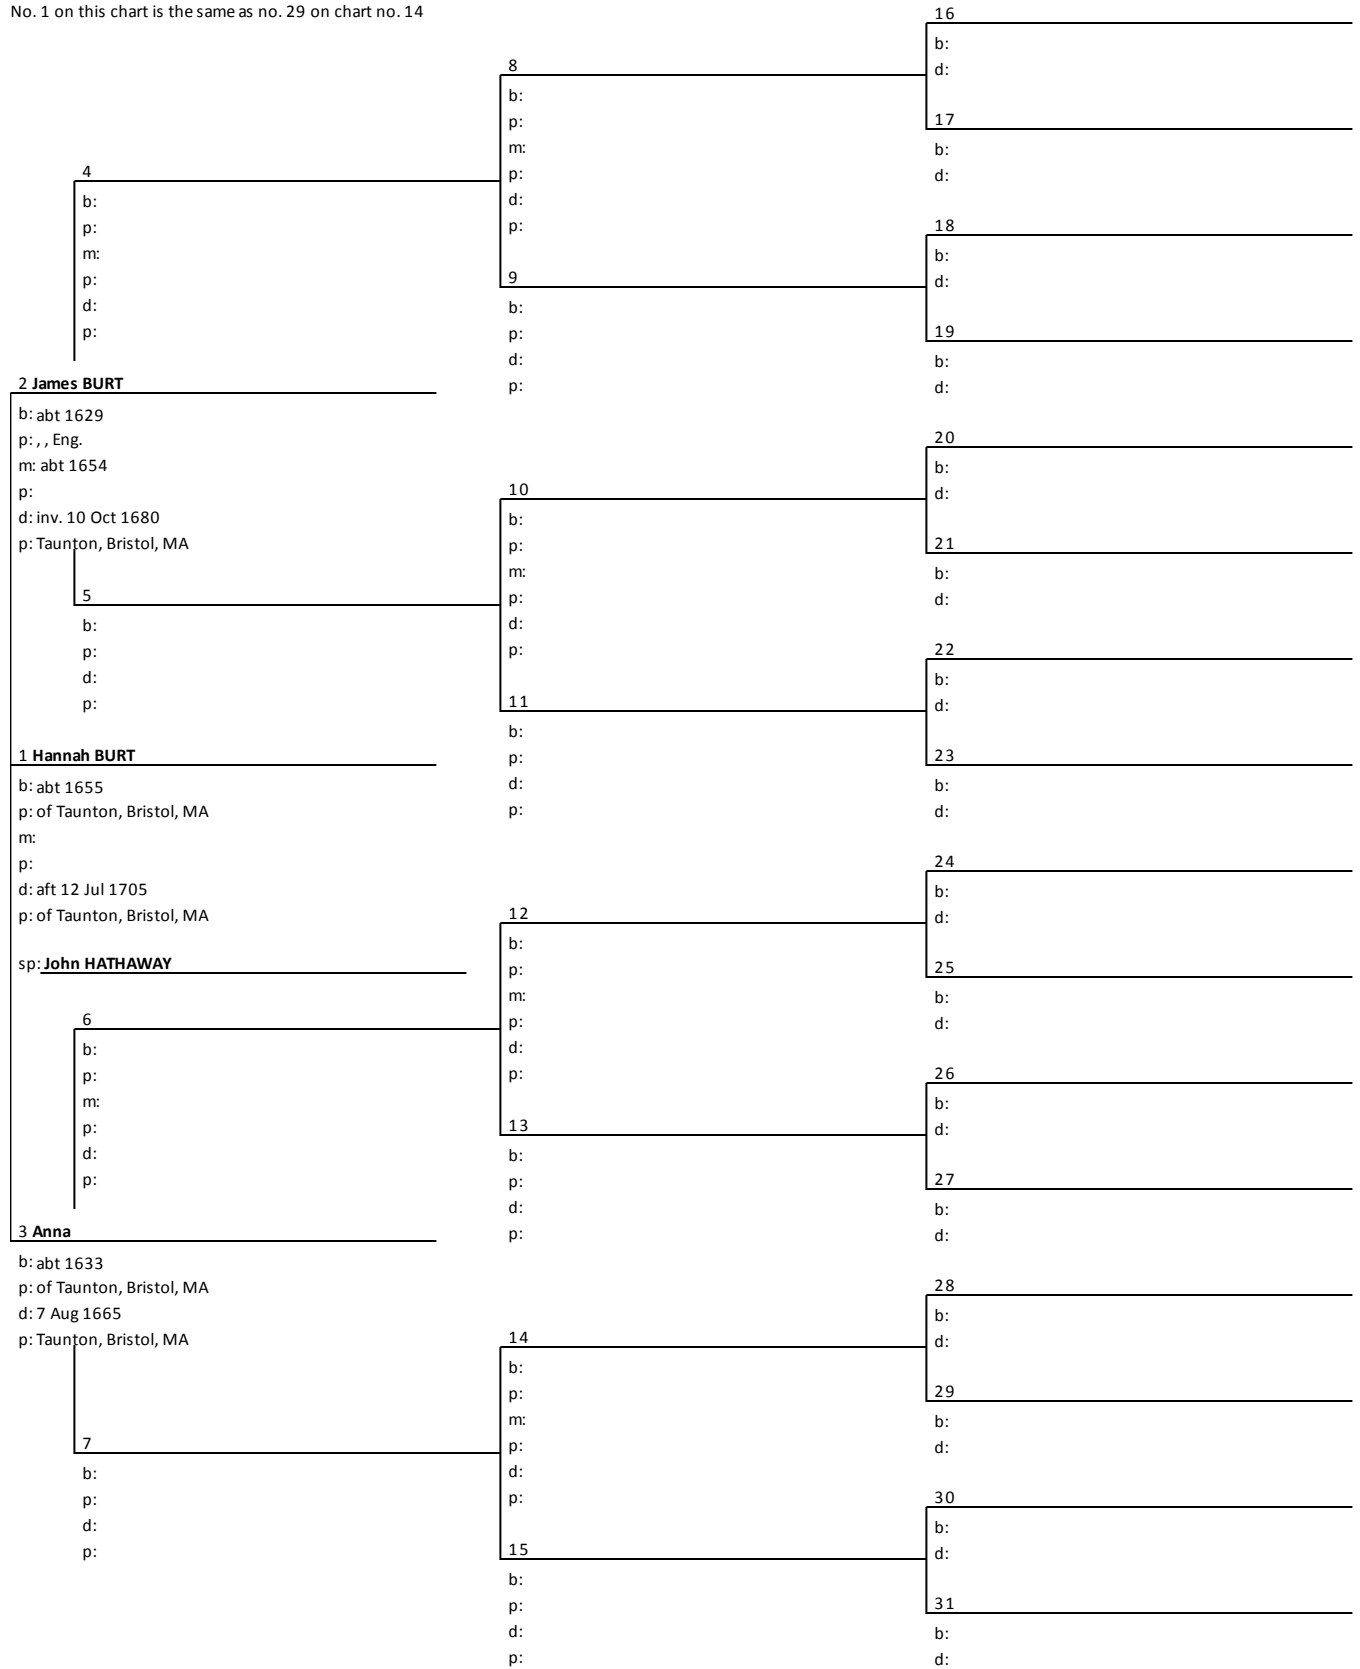 No. 1 on this chart is the same as no. 29 on chart no. 14
4
b:
p:
m:
p:
d:
p:
2 James BURT
b: abt 1629
p: , , Eng.
m: abt 1654
p:
d: inv. 10 Oct 1680
p: Taunton, Bristol, MA
5
b:
p:
d:
p:
1 Hannah BURT
b: abt 1655
p: of Taunton, Bristol, MA
m:
p:
d: aft 12 Jul 1705
p: of Taunton, Bristol, MA
sp: John HATHAWAY
6
b:
p:
m:
p:
d:
p:
3 Anna
b: abt 1633
p: of Taunton, Bristol, MA
d: 7 Aug 1665
p: Taunton, Bristol, MA
7
b:
p:
d:
p:
8
b:
p:
m:
p:
d:
p:
9
b:
p:
d:
p:
10
b:
p:
m:
p:
d:
p:
11
b:
p:
d:
p:
12
b:
p:
m:
p:
d:
p:
13
b:
p:
d:
p:
14
b:
p:
m:
p:
d:
p:
15
b:
p:
d:
p:
16
b:
d:
17
b:
d:
18
b:
d:
19
b:
d:
20
b:
d:
21
b:
d:
22
b:
d:
23
b:
d:
24
b:
d:
25
b:
d:
26
b:
d:
27
b:
d:
28
b:
d:
29
b:
d:
30
b:
d:
31
b:
d: